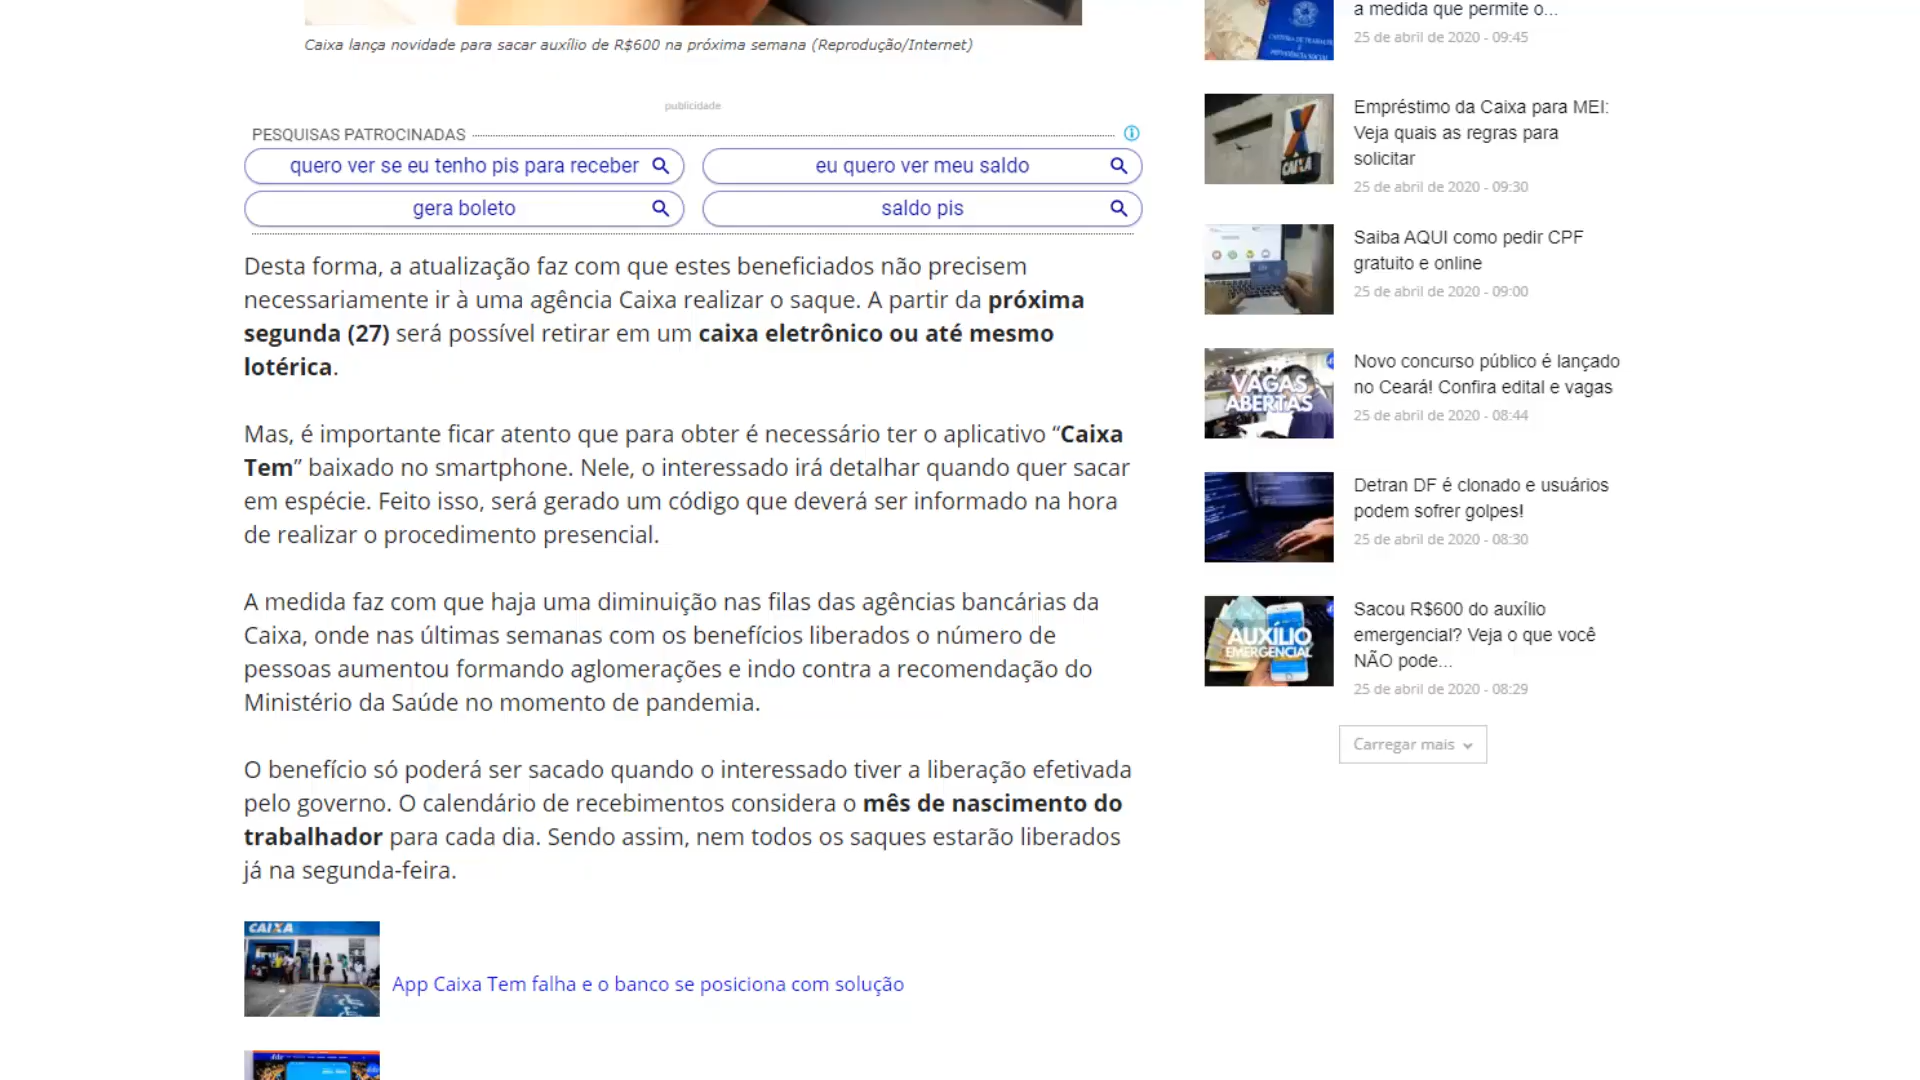 Caixa lança novidade para sacar auxílio de R$600 na próxima semana (Reprodução/Internet)
publicidade
PESQUISAS PATROCINADAS
quero ver se eu tenho pis para receber
eu quero ver meu saldo
gera boleto
saldo pis
Desta forma, a atualização faz com que estes beneficiados não precisem
necessariamente ir à uma agência Caixa realizar o saque. A partir da próxima
segunda (27) será possível retirar em um caixa eletrônico ou até mesmo
lotérica.
Mas, é importante ficar atento que para obter é necessário ter o aplicativo “Caixa
Tem” baixado no smartphone. Nele, o interessado irá detalhar quando quer sacar
em espécie. Feito isso, será gerado um código que deverá ser informado na hora
de realizar o procedimento presencial.
A medida faz com que haja uma diminuição nas filas das agências bancárias da
Caixa, onde nas últimas semanas com os benefícios liberados o número de
pessoas aumentou formando aglomerações e indo contra a recomendação do
Ministério da Saúde no momento de pandemia.
O benefício só poderá ser sacado quando o interessado tiver a liberação efetivada
pelo governo. O calendário de recebimentos considera o mês de nascimento do
trabalhador para cada dia. Sendo assim, nem todos os saques estarão liberados
já na segunda-feira.
CAIXA
App Caixa Tem falha e o banco se posiciona com solução
a medida que permite o...
25 de abril de 2020 - 09:45
CAIXA
Empréstimo da Caixa para MEI:
Veja quais as regras para
solicitar
25 de abril de 2020 - 09:30
Saiba AQUI como pedir CPF
gratuito e online
25 de abril de 2020 - 09:00
VAGAS
ABERTAS
Novo concurso público é lançado
no Ceará! Confira edital e vagas
25 de abril de 2020 - 08:44
Detran DF é clonado e usuários
podem sofrer golpes!
25 de abril de 2020 - 08:30
AUXÍLIO
EMERGENCIAL
Sacou R$600 do auxílio
emergencial? Veja o que você
NÃO pode...
25 de abril de 2020 - 08:29
Carregar mais